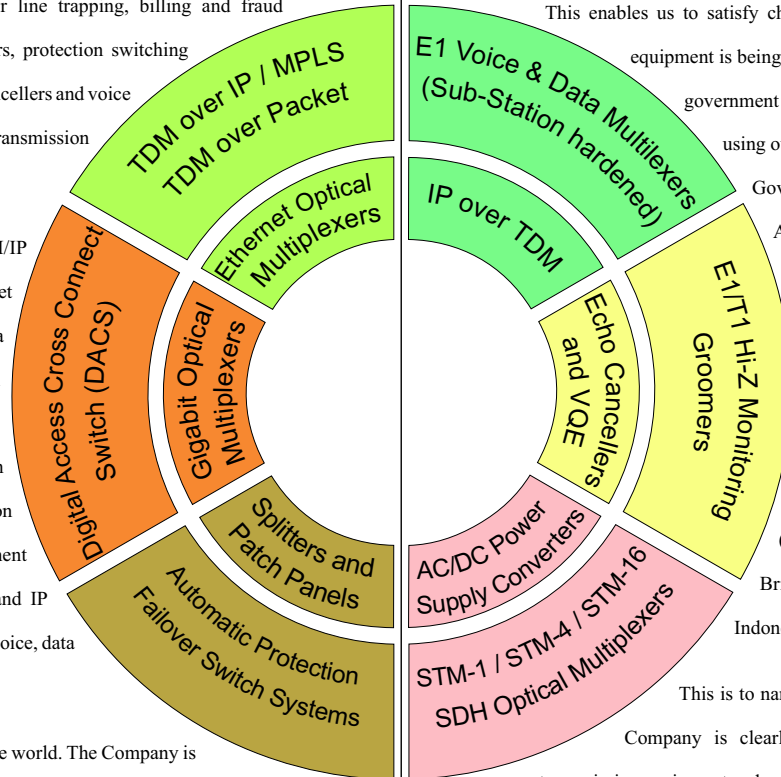 r line trapping, billing and fraud
rs, protection switching
ncellers and voice
ransmission
I/IP
et
a
n
on
ment
and IP
oice, data
e world. The Company is
TDM over IP / MPLS
TDM over Packet
Ethernet Optical
Multiplexers
Digital Access Cross Connect
Switch (DACS)
Gigabit Optical
Multiplexers
Splitters and
Patch Panels
Automatic Protection
Failover Switch Systems
E1 Voice & Data Multilexers
(Sub-Station hardened)
IP over TDM
Echo Cancellers
and VQE
E1/T1 Hi-Z Monitoring
Groomers
AC/DC Power
Supply Converters
STM-1 / STM-4 / STM-16
SDH Optical Multiplexers
This enables us to satisfy ch
equipment is being
government
using o
Gov
A
(
Br
Indon
This is to nar
Company is clearl